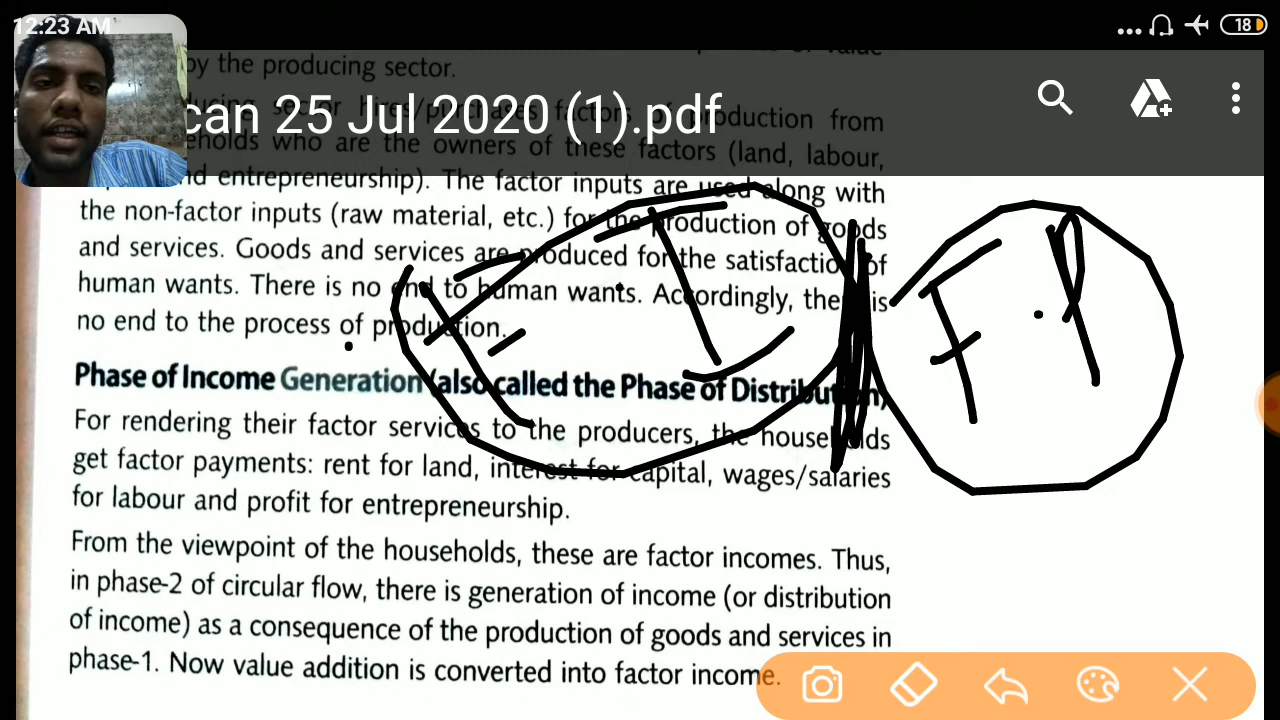 12:23 AM
18
by the producing sector.
can 25 Jul 2020 (1).pdf
production from
who are the owners of these factors (land, labour,
entrepreneurship). The factor inputs are used along with
the non-factor inputs (raw material, etc.) for the production of goods
and services. Goods and services are produced for the satisfaction of
human wants. There is no end to human wants. Accordingly, there is
no end to the process of production.
F. I
F. P
Phase of Income Generation (also called the Phase of Distribution)
For rendering their factor services to the producers, the households
get factor payments: rent for land, interest for capital, wages/salaries
for labour and profit for entrepreneurship.
From the viewpoint of the households, these are factor incomes. Thus,
in phase-2 of circular flow, there is generation of income (or distribution
of income) as a consequence of the production of goods and services in
phase-1. Now value addition is converted into factor income.